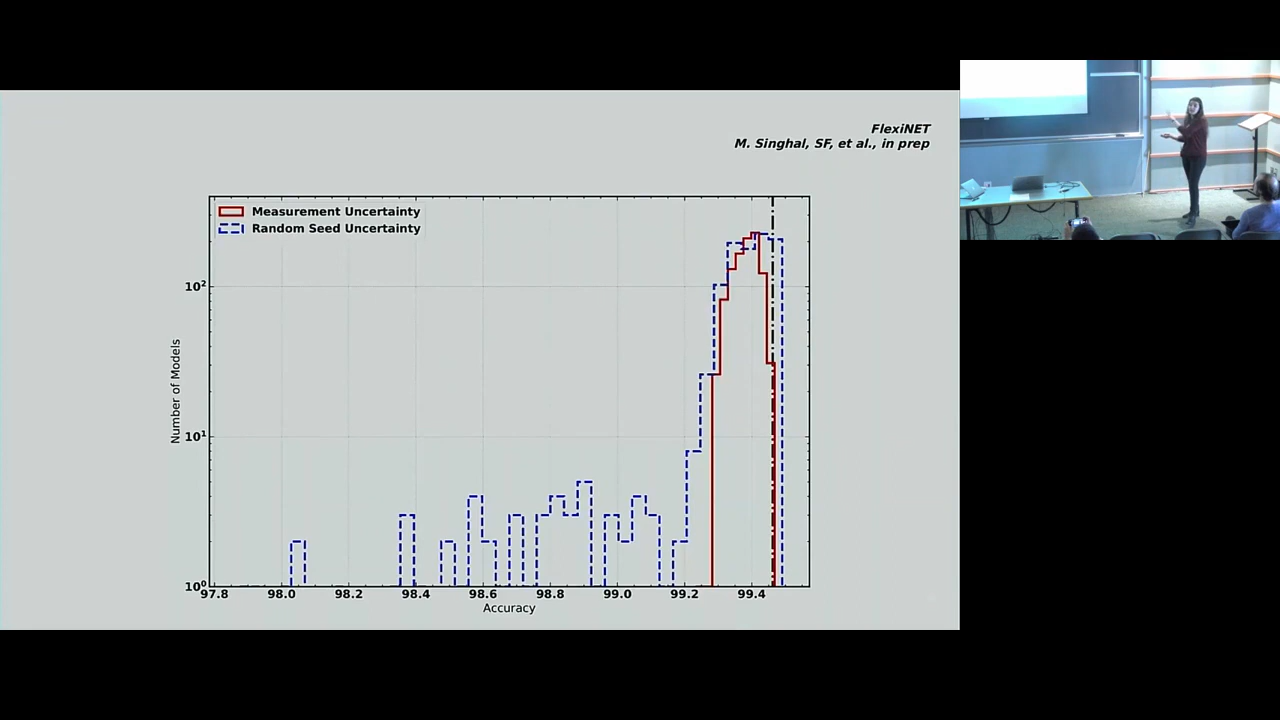 FlexiNET
M. Singhal, SF, et al., in prep
Measurement Uncertainty
Random Seed Uncertainty
10²
10¹
10⁰
Number of Models
97.8 98.0 98.2 98.4 98.6 98.8 99.0 99.2 99.4
Accuracy